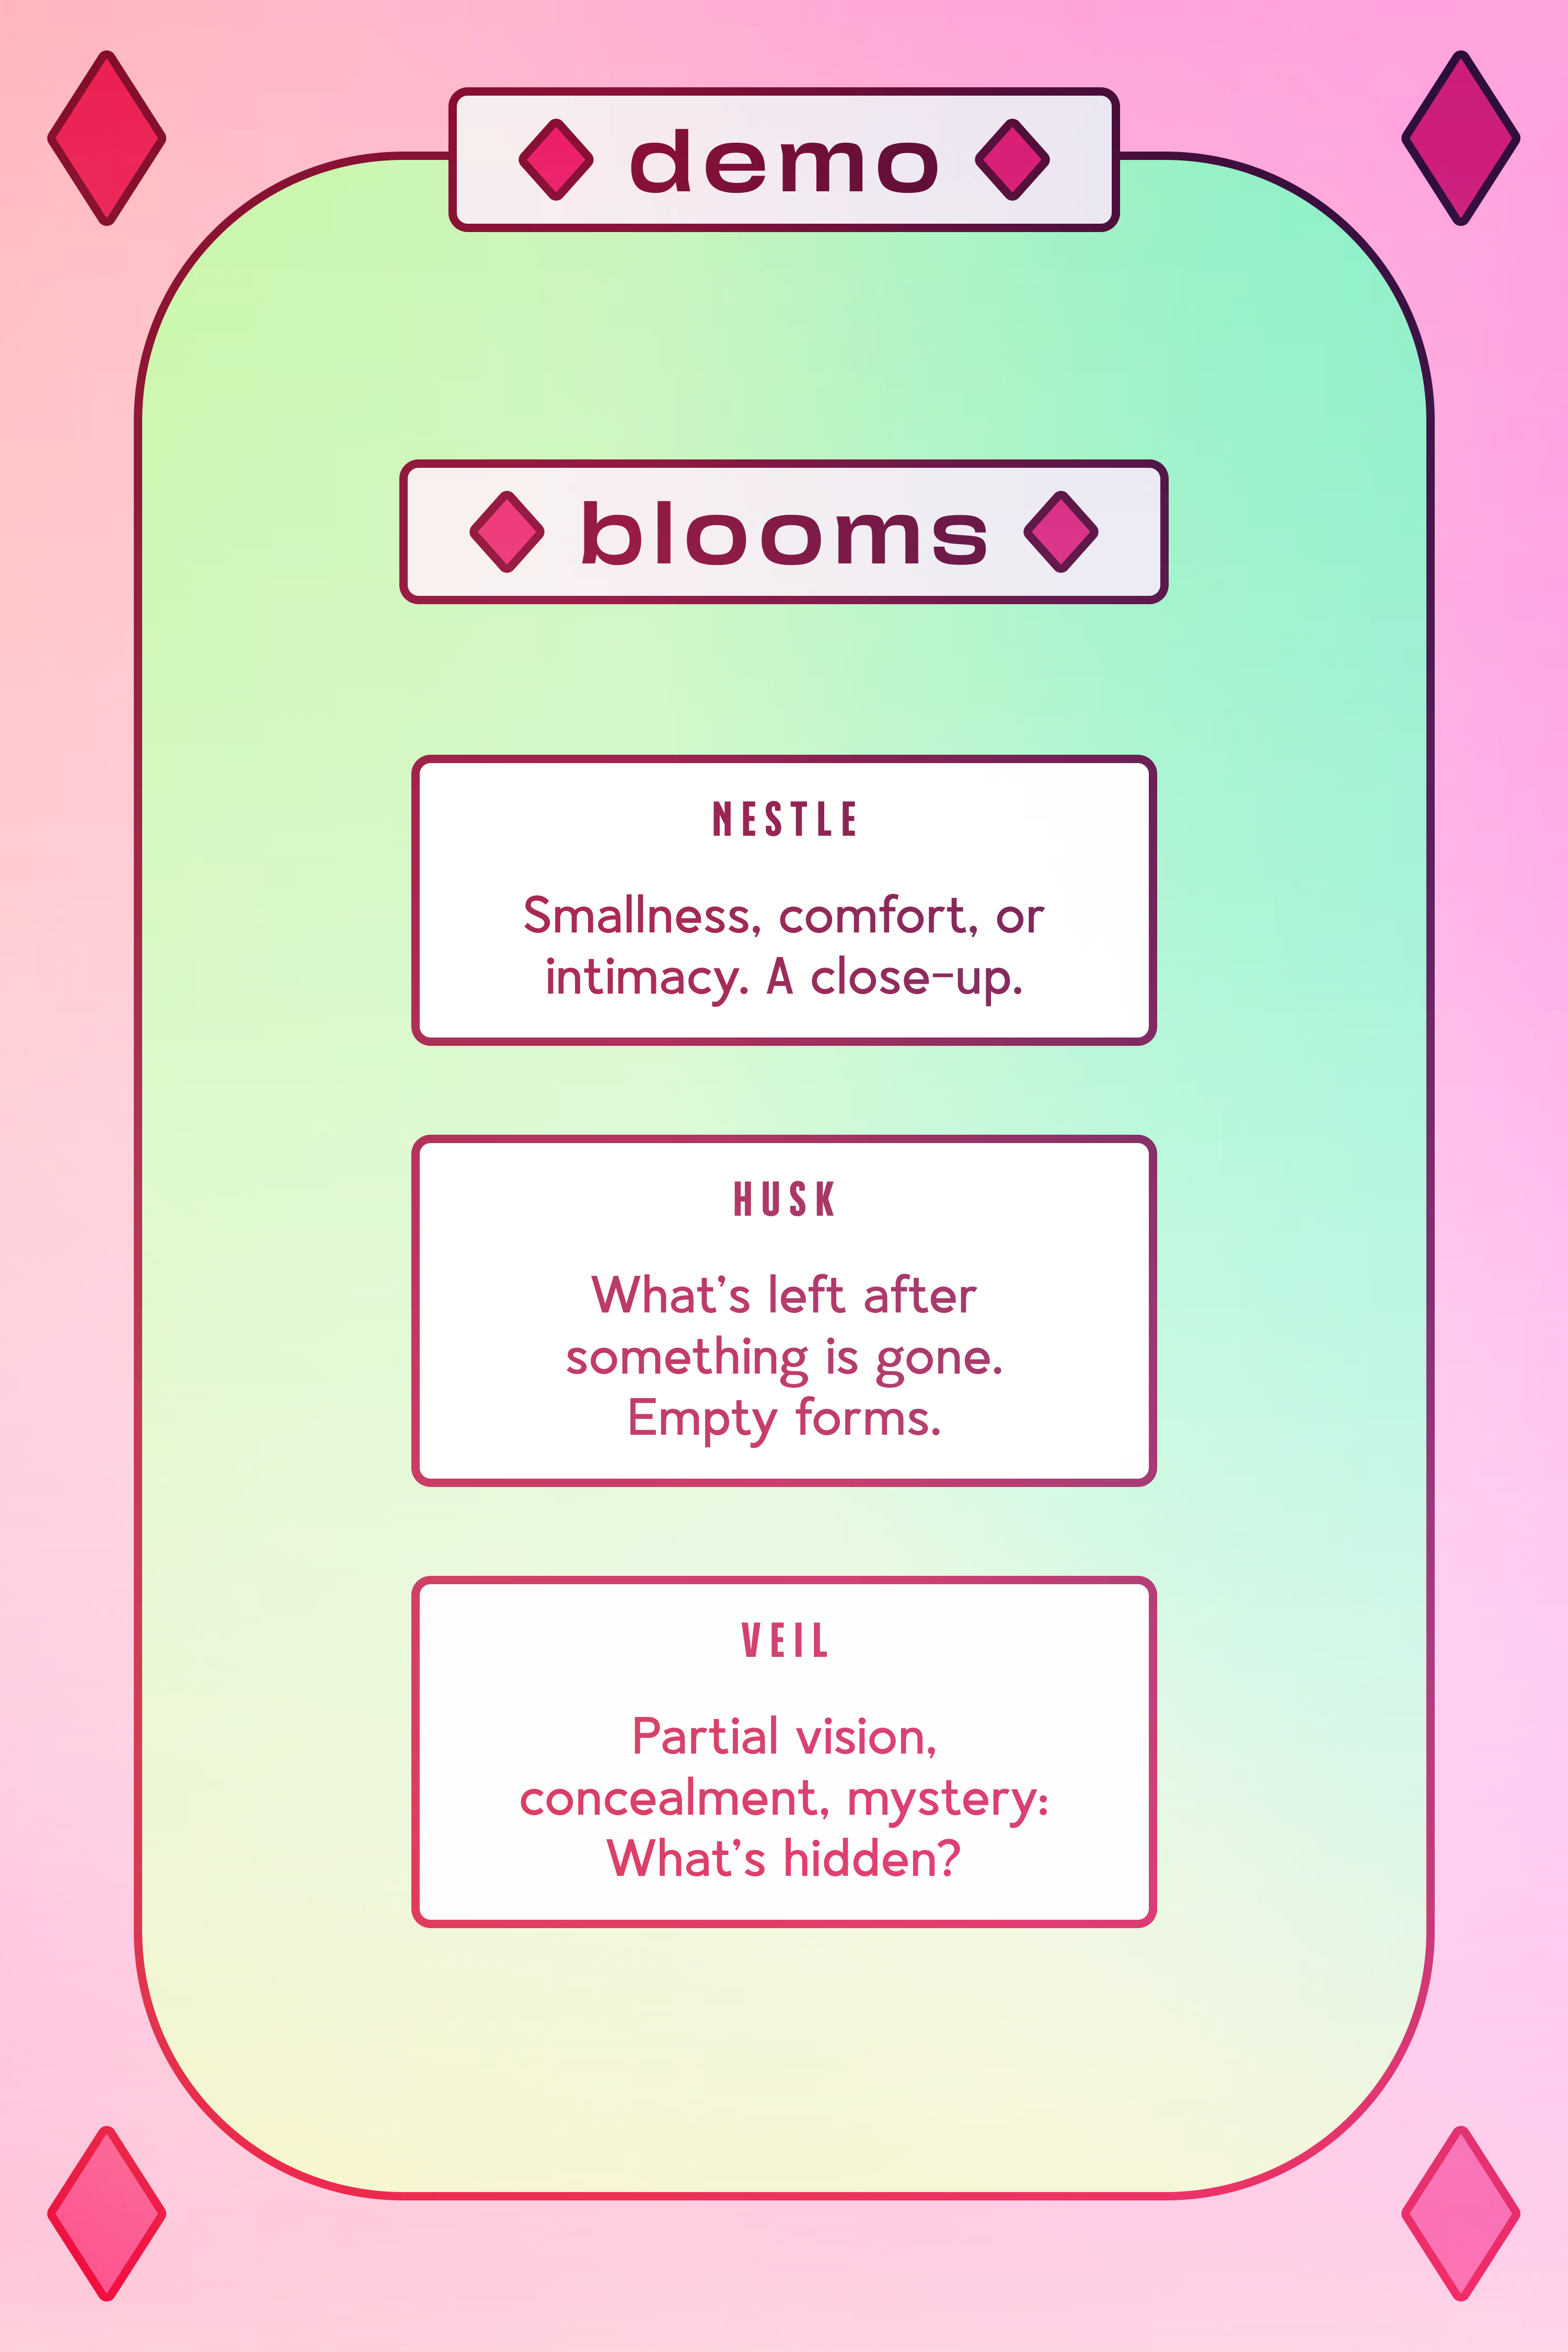 demo
blooms
NESTLE
Smallness, comfort, or
intimacy. A close-up.
HUSK
What’s left after
something is gone.
Empty forms.
VEIL
Partial vision,
concealment, mystery:
What’s hidden?